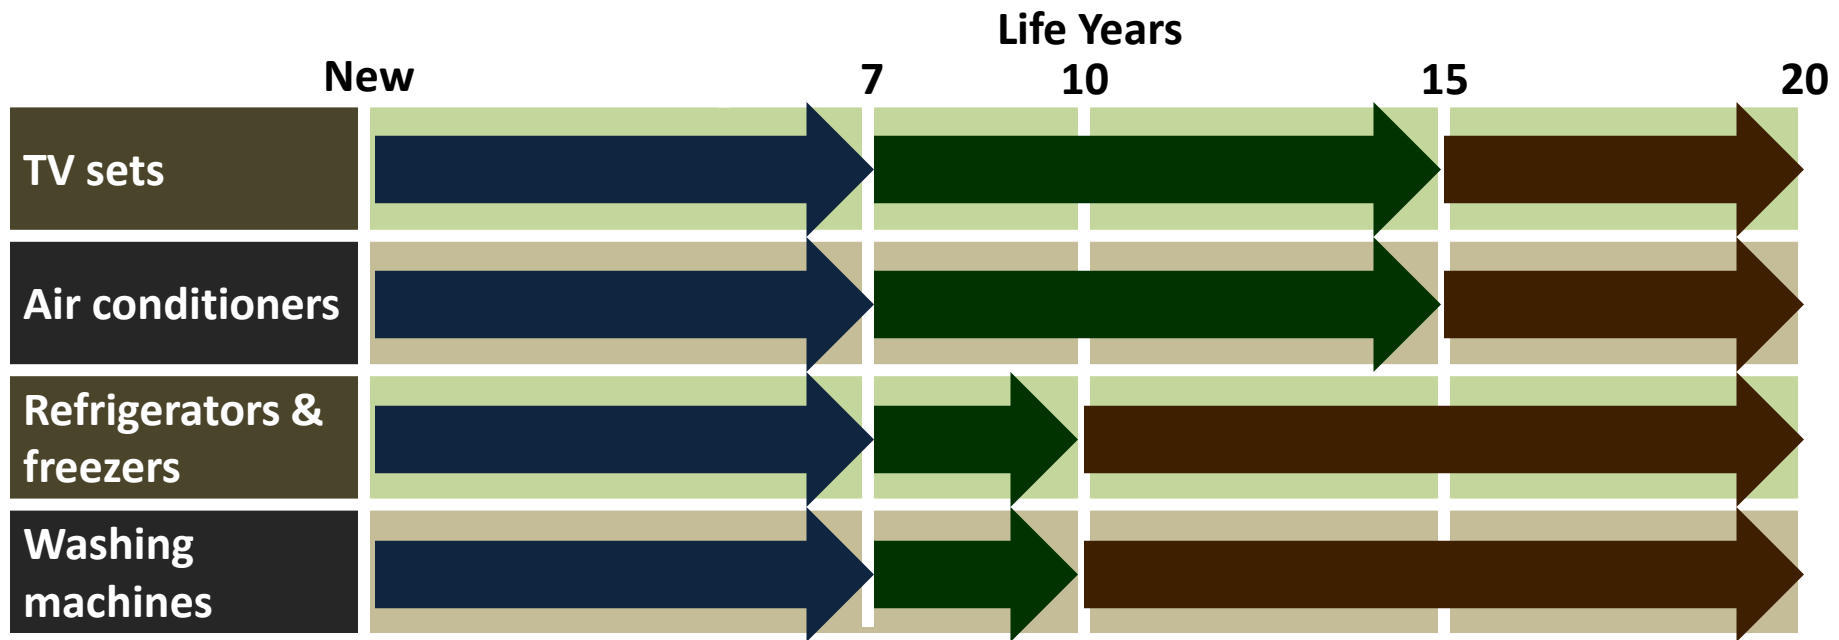 Life Years
New 7 10 15 20
TV sets
Air conditioners
Refrigerators &
freezers
Washing
machines